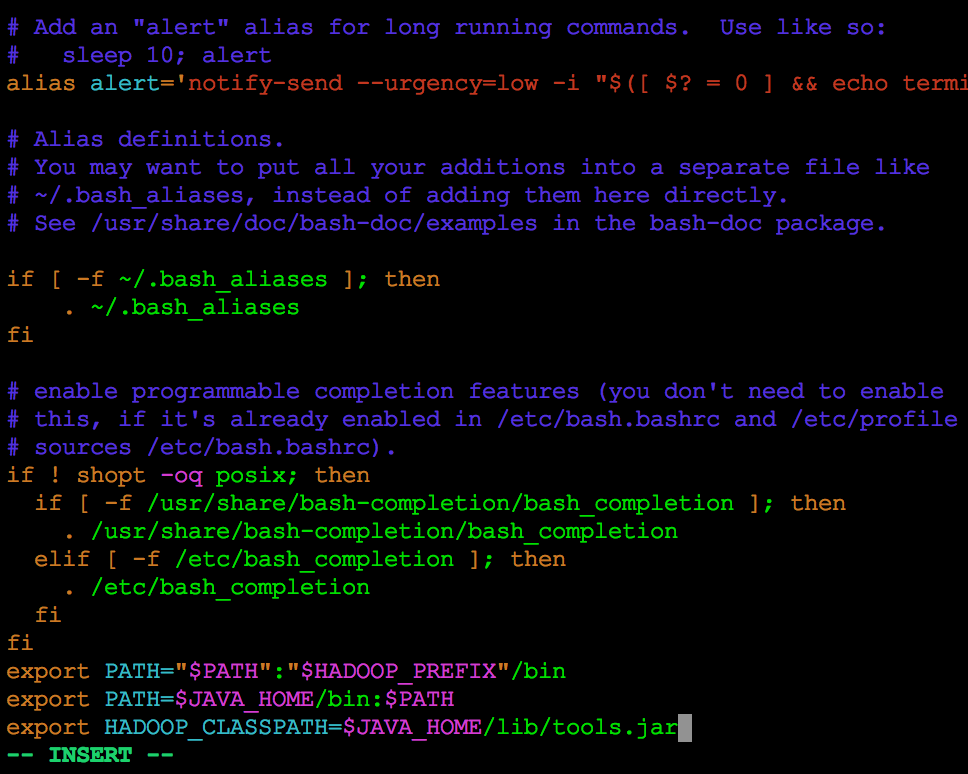 # Add an "alert" alias for long running commands.  Use like so:
#   sleep 10; alert
alias alert='notify-send --urgency=low -i "$([ $? = 0 ] && echo termi
# Alias definitions.
# You may want to put all your additions into a separate file like
# ~/.bash_aliases, instead of adding them here directly.
# See /usr/share/doc/bash-doc/examples in the bash-doc package.
if [ -f ~/.bash_aliases ]; then
    . ~/.bash_aliases
fi
# enable programmable completion features (you don't need to enable
# this, if it's already enabled in /etc/bash.bashrc and /etc/profile
# sources /etc/bash.bashrc).
if ! shopt -oq posix; then
  if [ -f /usr/share/bash-completion/bash_completion ]; then
    . /usr/share/bash-completion/bash_completion
  elif [ -f /etc/bash_completion ]; then
    . /etc/bash_completion
  fi
fi
export PATH="$PATH":"$HADOOP_PREFIX"/bin
export PATH=$JAVA_HOME/bin:$PATH
export HADOOP_CLASSPATH=$JAVA_HOME/lib/tools.jar
-- INSERT --